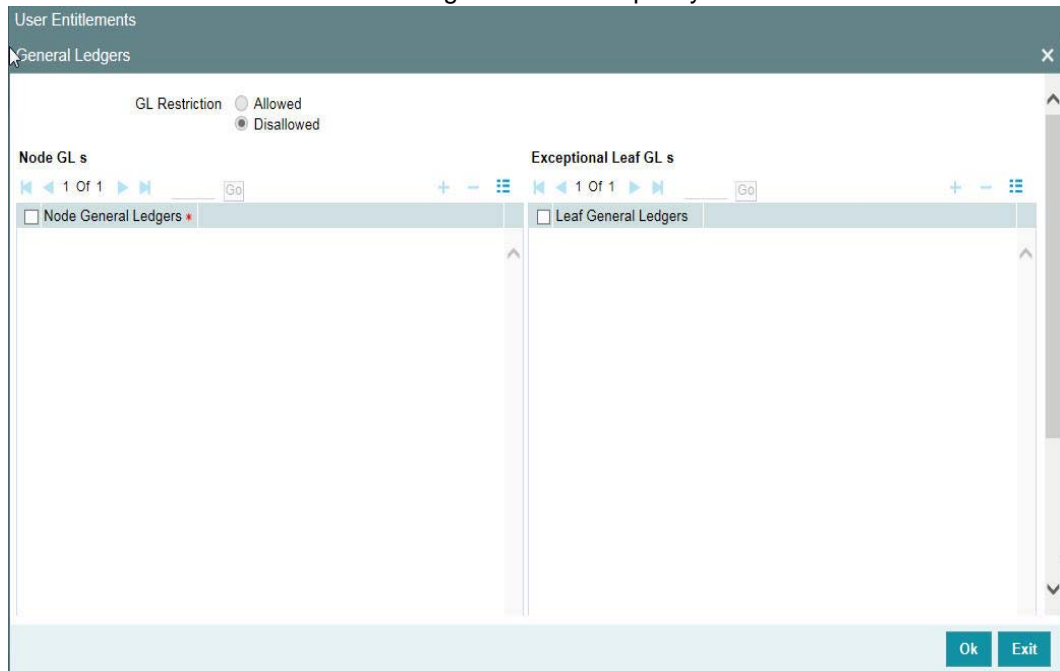 User Entitlements
General Ledgers
GL Restriction
Allowed
Disallowed
Node GL s
1 Of 1
Go
Node General Ledgers *
Exceptional Leaf GL s
1 Of 1
Go
Leaf General Ledgers
Ok
Exit